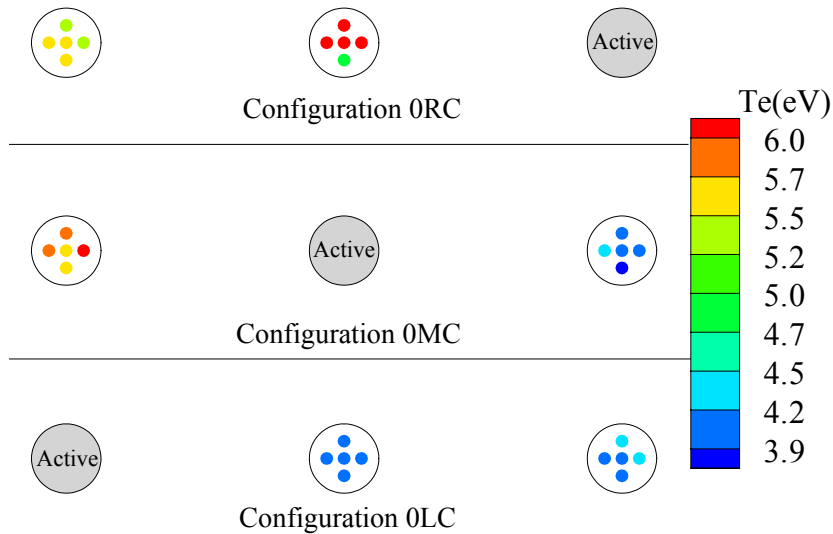 Active
Configuration 0RC
Te(eV)
6.0
5.7
5.5
5.2
5.0
4.7
4.5
4.2
3.9
Active
Configuration 0MC
Active
Configuration 0LC